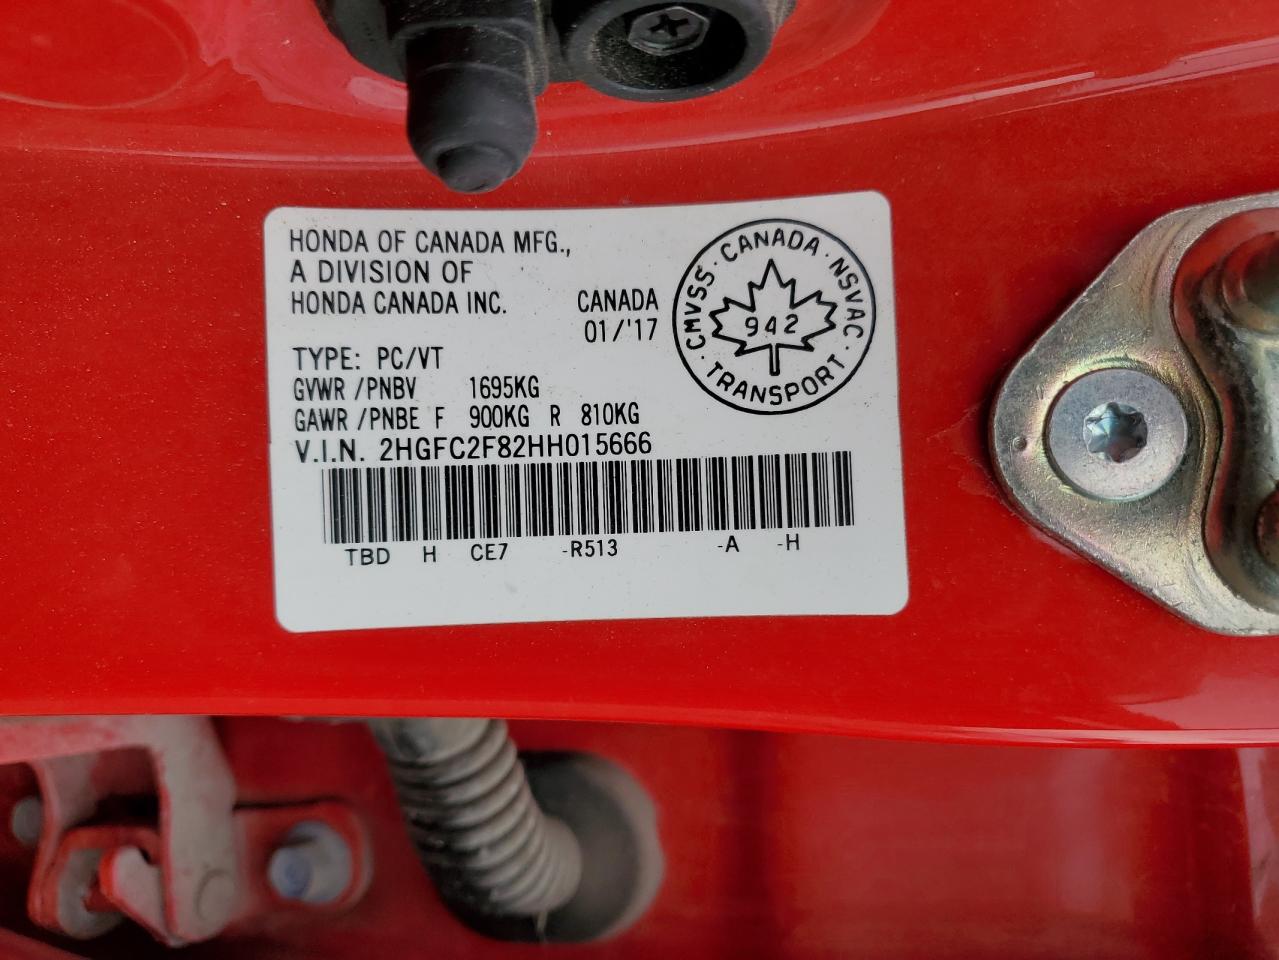 HONDA OF CANADA MFG.,
A DIVISION OF
HONDA CANADA INC.
CANADA
01/'17
CMVSS · CANADA · NSVAC · TRANSPORT ·
942
TYPE: PC/VT
GVWR /PNBV 1695KG
GAWR /PNBE F 900KG R 810KG
V.I.N. 2HGFC2F82HH015666
TBD H CE7 -R513 -A -H